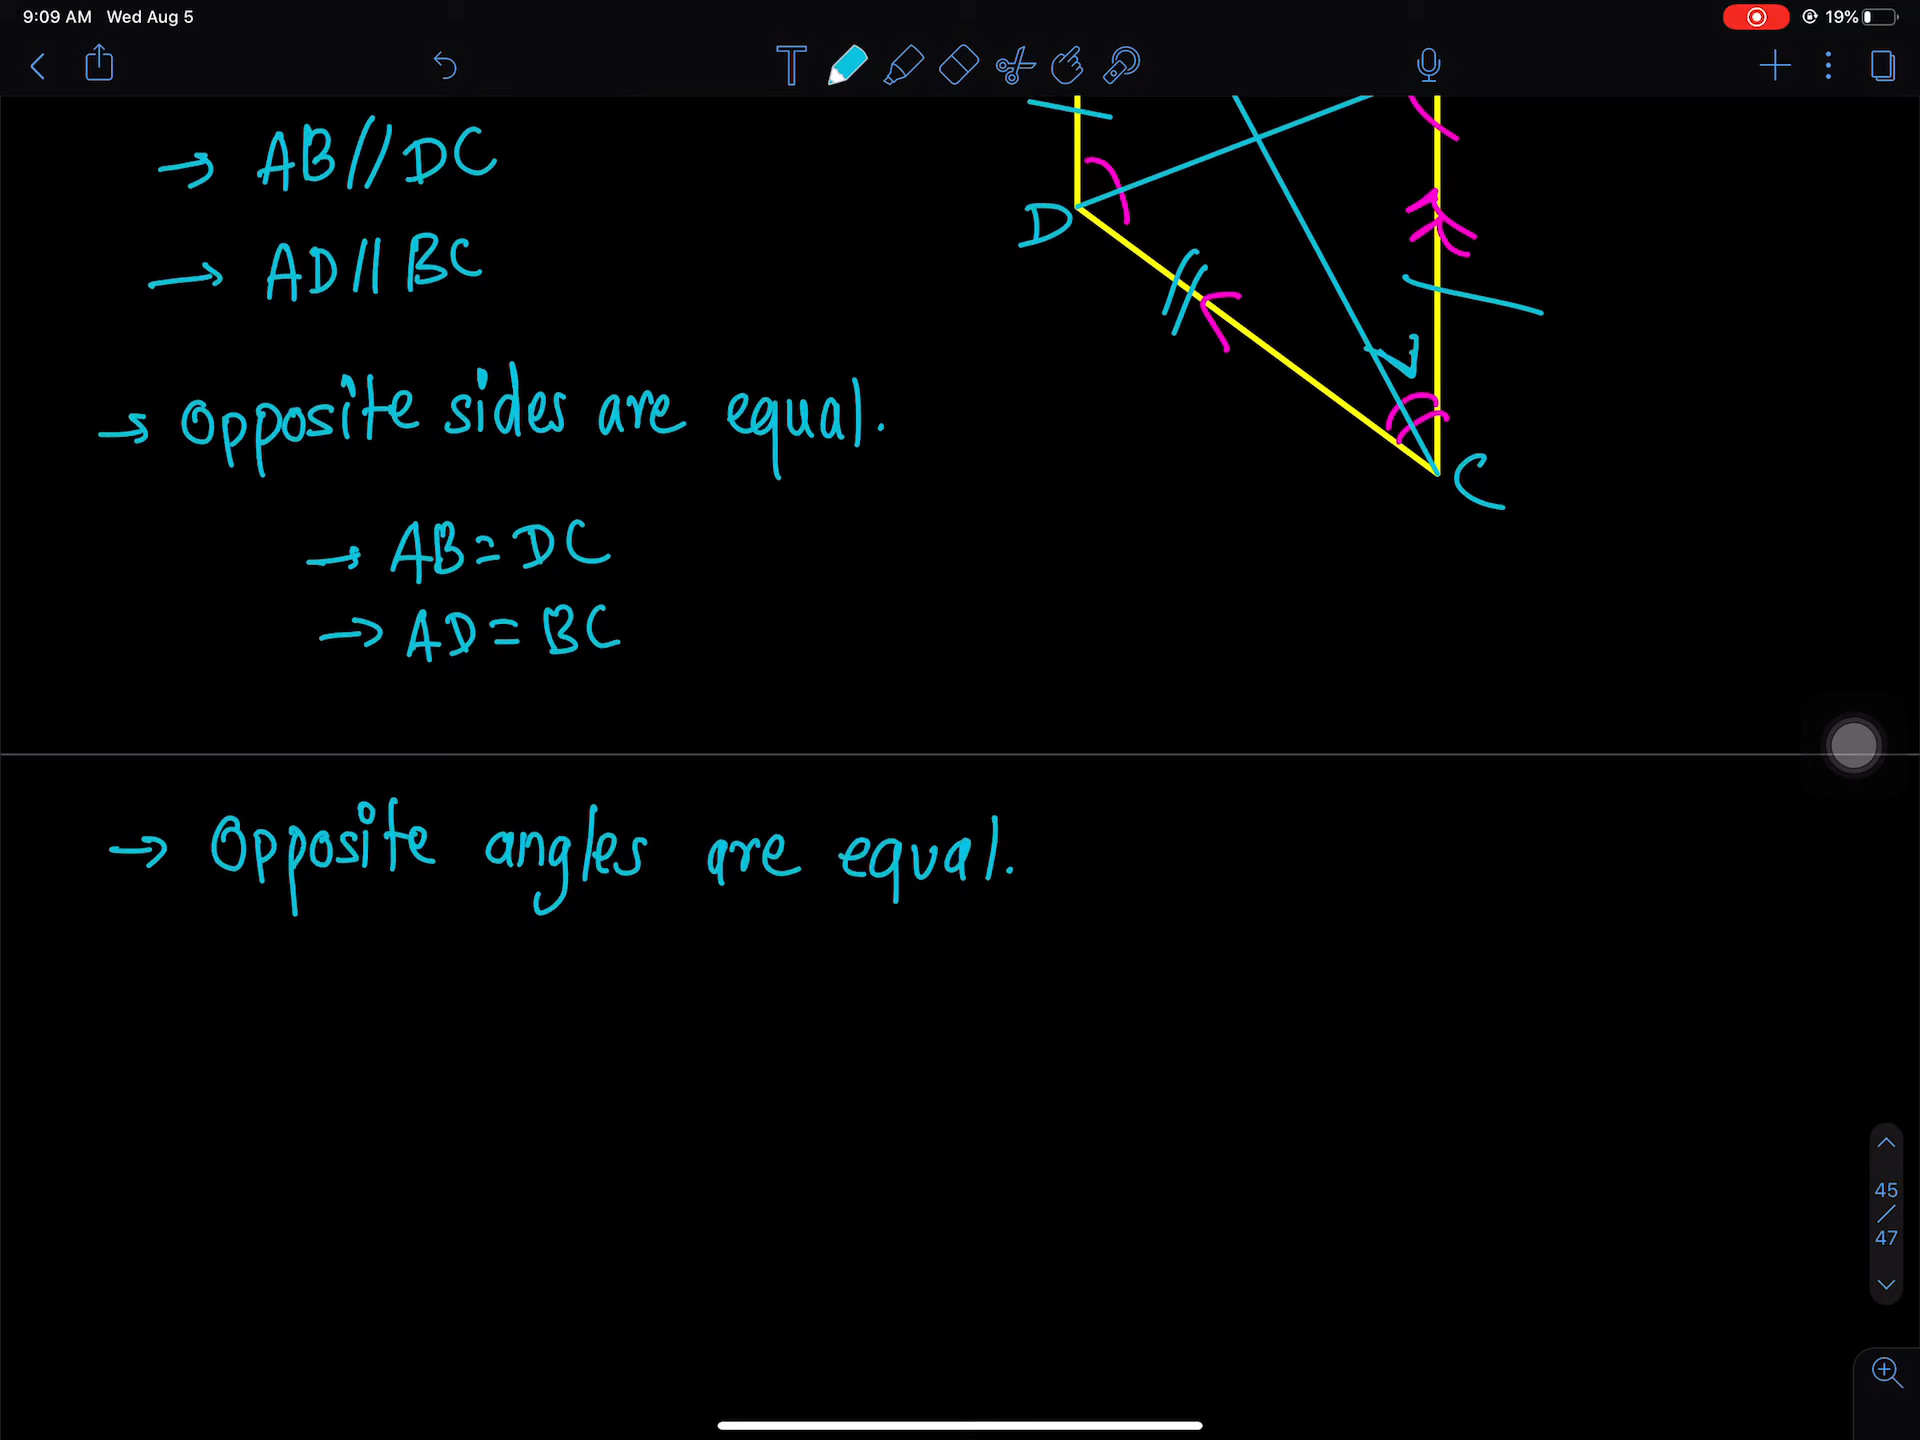 9:09 AM Wed Aug 5
19%
T
→ AB // DC
→ AD || BC
D
→ Opposite sides are equal.
C
→ AB = DC
→ AD = BC
→ Opposite angles are equal.
45
/
47